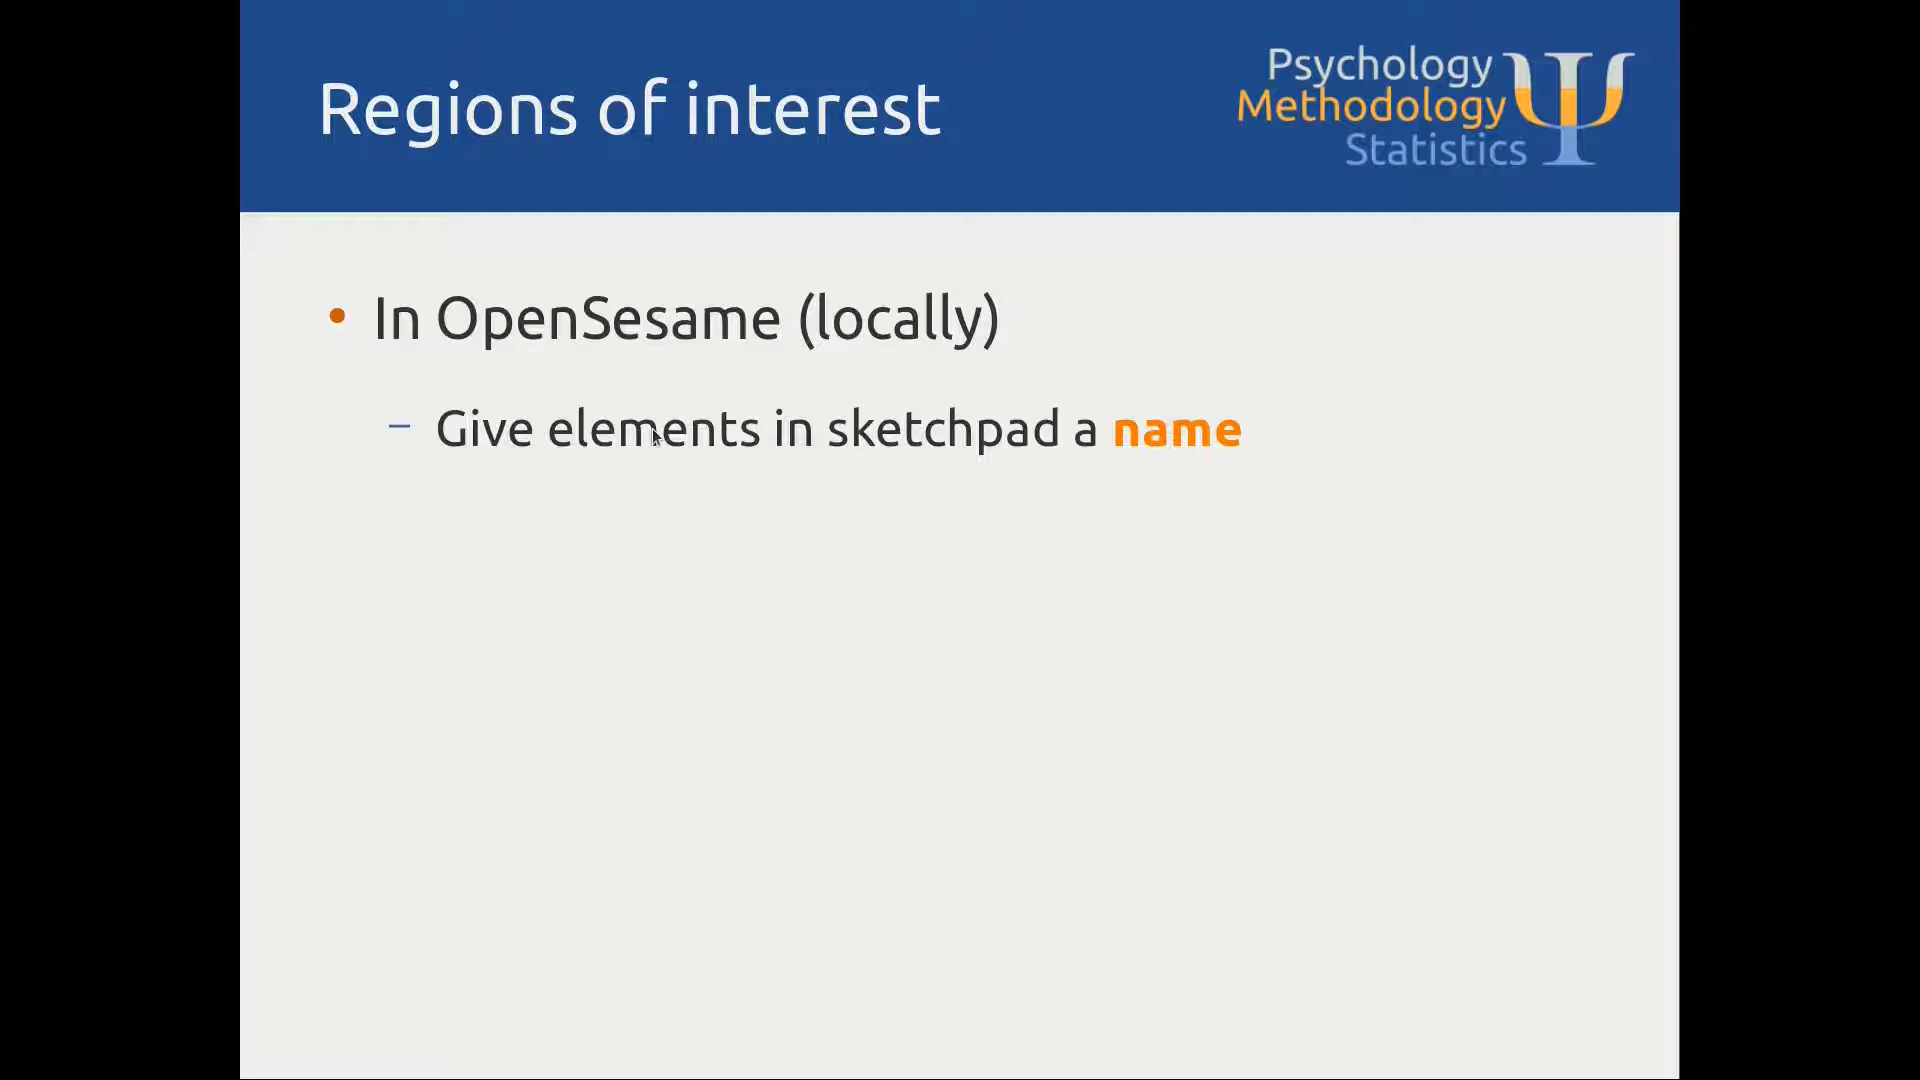 Regions of interest
Psychology
Methodology
Statistics
• In OpenSesame (locally)
– Give elements in sketchpad a name